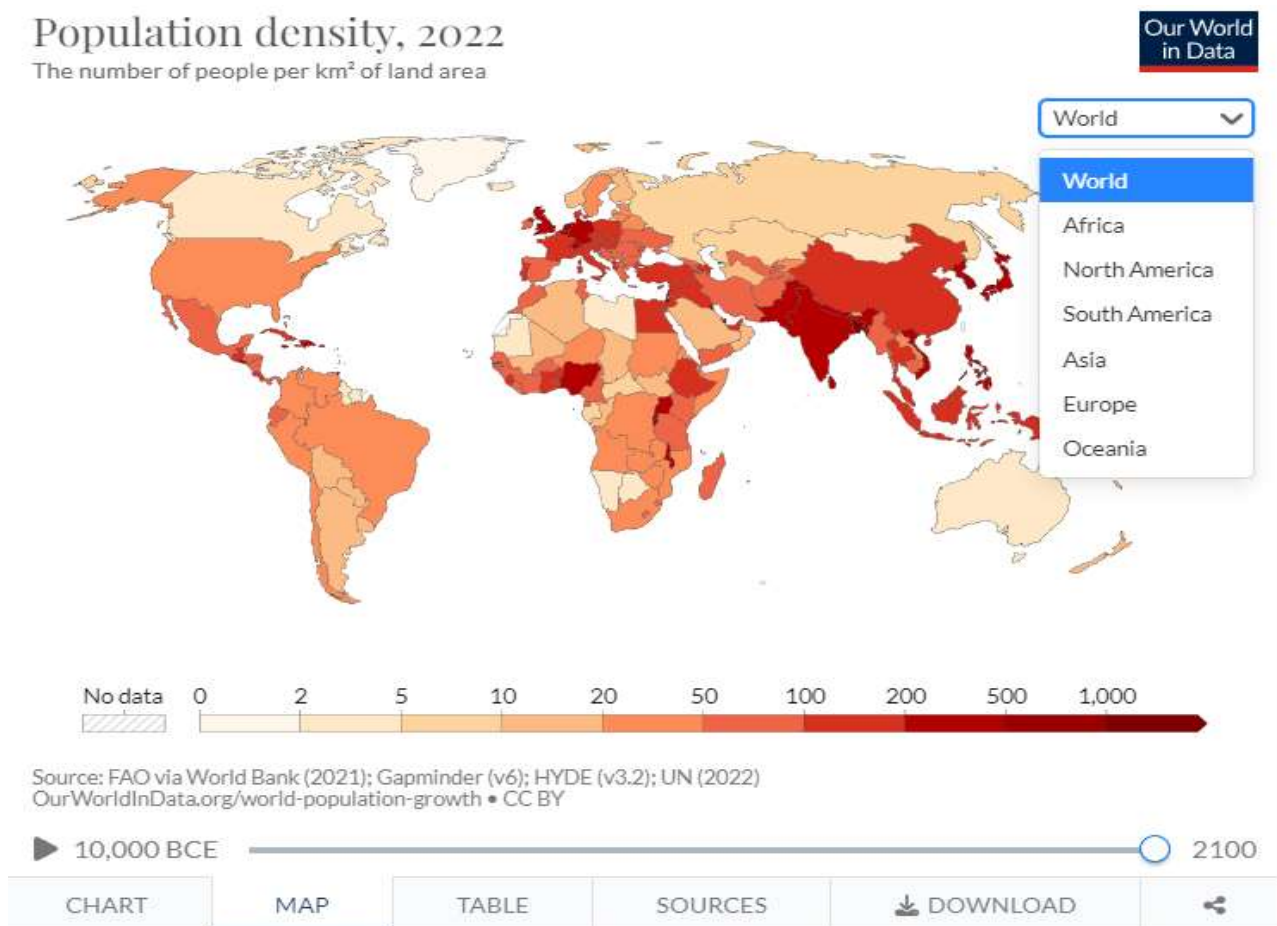 Population density, 2022
The number of people per km² of land area
Our World
in Data
World
World
Africa
North America
South America
Asia
Europe
Oceania
No data 0 2 5 10 20 50 100 200 500 1,000
Source: FAO via World Bank (2021); Gapminder (v6); HYDE (v3.2); UN (2022)
OurWorldInData.org/world-population-growth • CC BY
10,000 BCE 2100
CHART MAP TABLE SOURCES DOWNLOAD